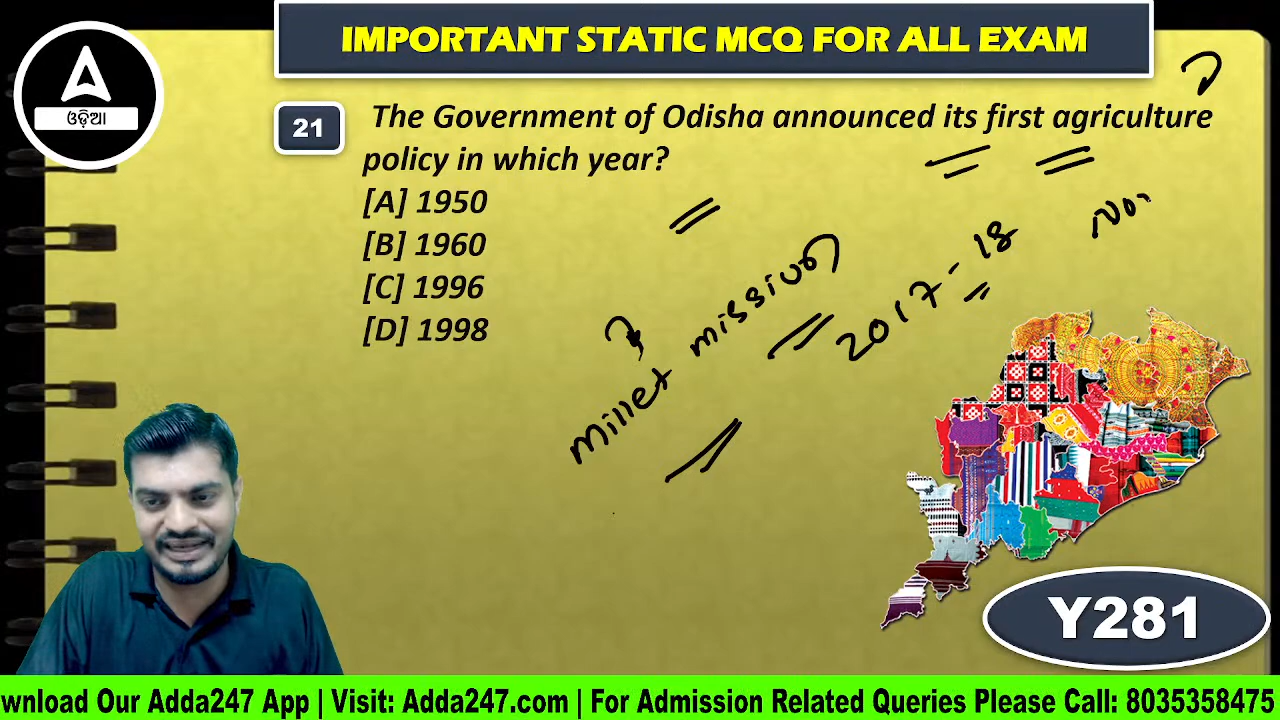 IMPORTANT STATIC MCQ FOR ALL EXAM
ଓଡ଼ିଆ
21
The Government of Odisha announced its first agriculture
policy in which year?
[A] 1950
[B] 1960
[C] 1996
[D] 1998
Millet mission
2017-18
Y281
wnload Our Adda247 App | Visit: Adda247.com | For Admission Related Queries Please Call: 8035358475